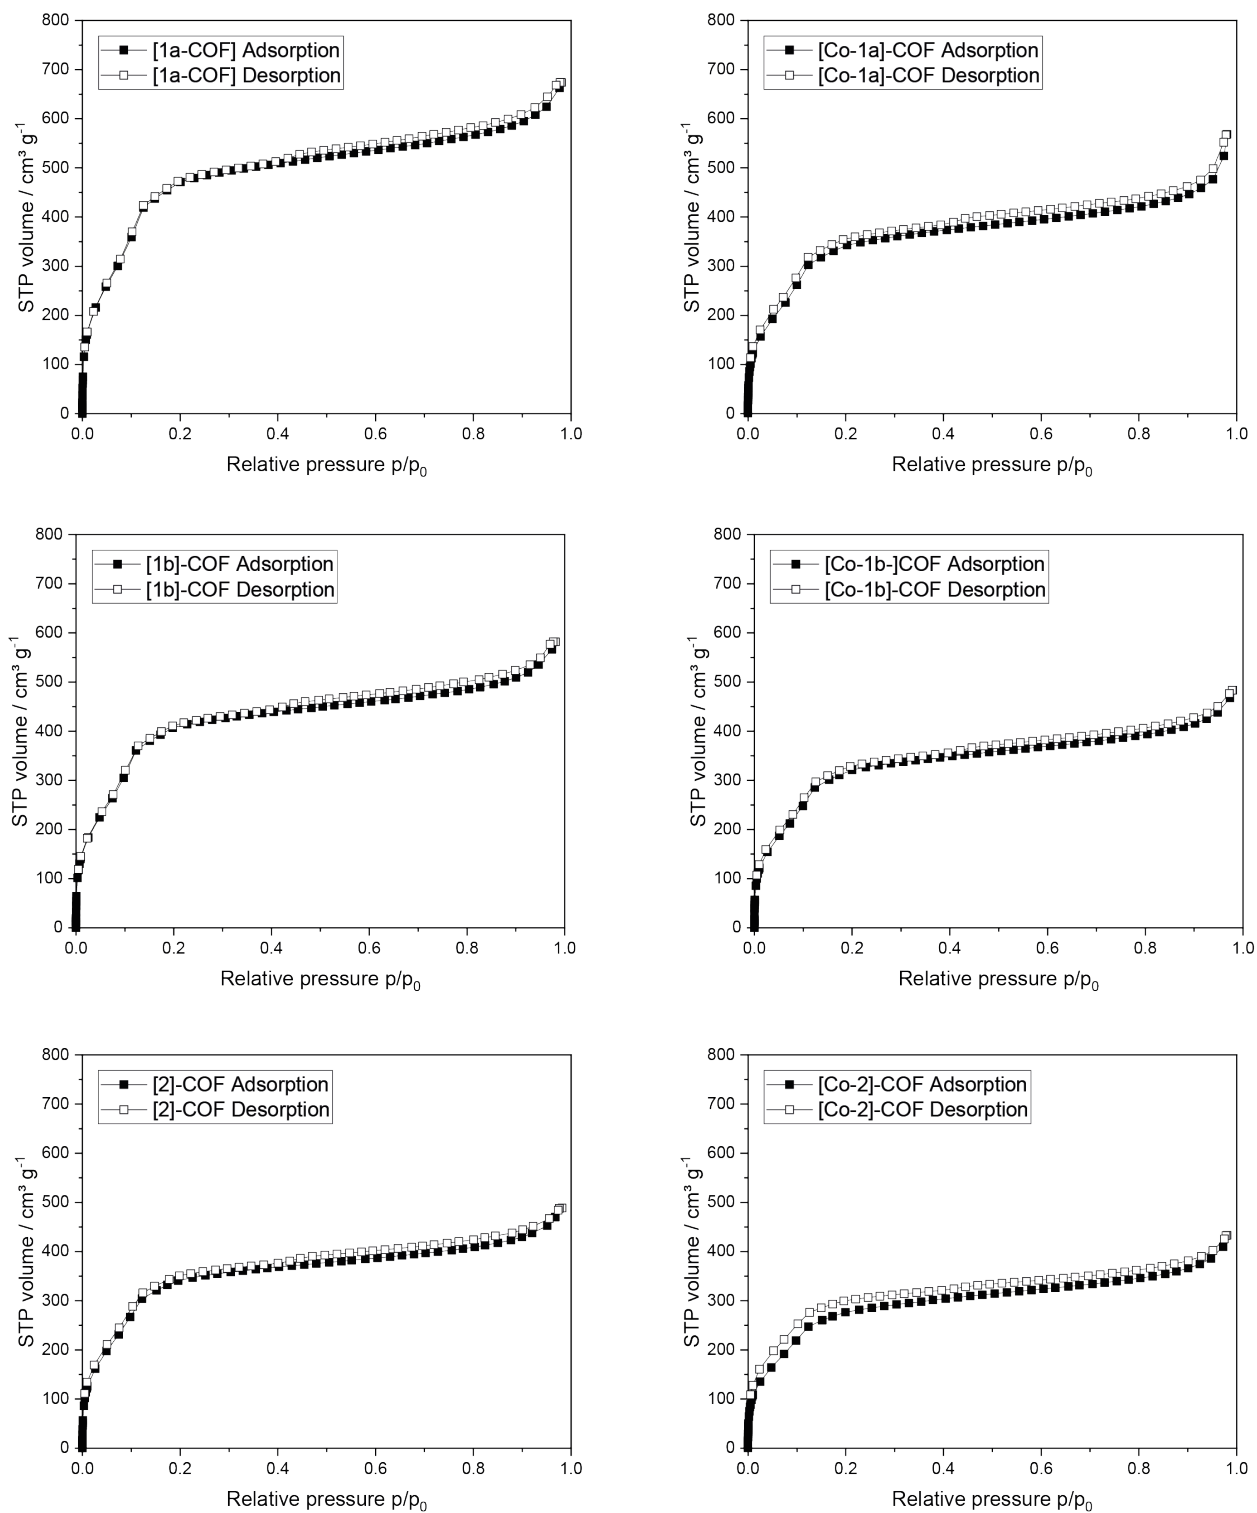 800
700
600
500
400
300
200
100
0
STP volume / cm³ g⁻¹
[1a-COF] Adsorption
[1a-COF] Desorption
0.0 0.2 0.4 0.6 0.8 1.0
Relative pressure p/p₀
800
700
600
500
400
300
200
100
0
STP volume / cm³ g⁻¹
[Co-1a]-COF Adsorption
[Co-1a]-COF Desorption
0.0 0.2 0.4 0.6 0.8 1.0
Relative pressure p/p₀
800
700
600
500
400
300
200
100
0
STP volume / cm³ g⁻¹
[1b]-COF Adsorption
[1b]-COF Desorption
0.0 0.2 0.4 0.6 0.8 1.0
Relative pressure p/p₀
800
700
600
500
400
300
200
100
0
STP volume / cm³ g⁻¹
[Co-1b-]COF Adsorption
[Co-1b]-COF Desorption
0.0 0.2 0.4 0.6 0.8 1.0
Relative pressure p/p₀
800
700
600
500
400
300
200
100
0
STP volume / cm³ g⁻¹
[2]-COF Adsorption
[2]-COF Desorption
0.0 0.2 0.4 0.6 0.8 1.0
Relative pressure p/p₀
800
700
600
500
400
300
200
100
0
STP volume / cm³ g⁻¹
[Co-2]-COF Adsorption
[Co-2]-COF Desorption
0.0 0.2 0.4 0.6 0.8 1.0
Relative pressure p/p₀